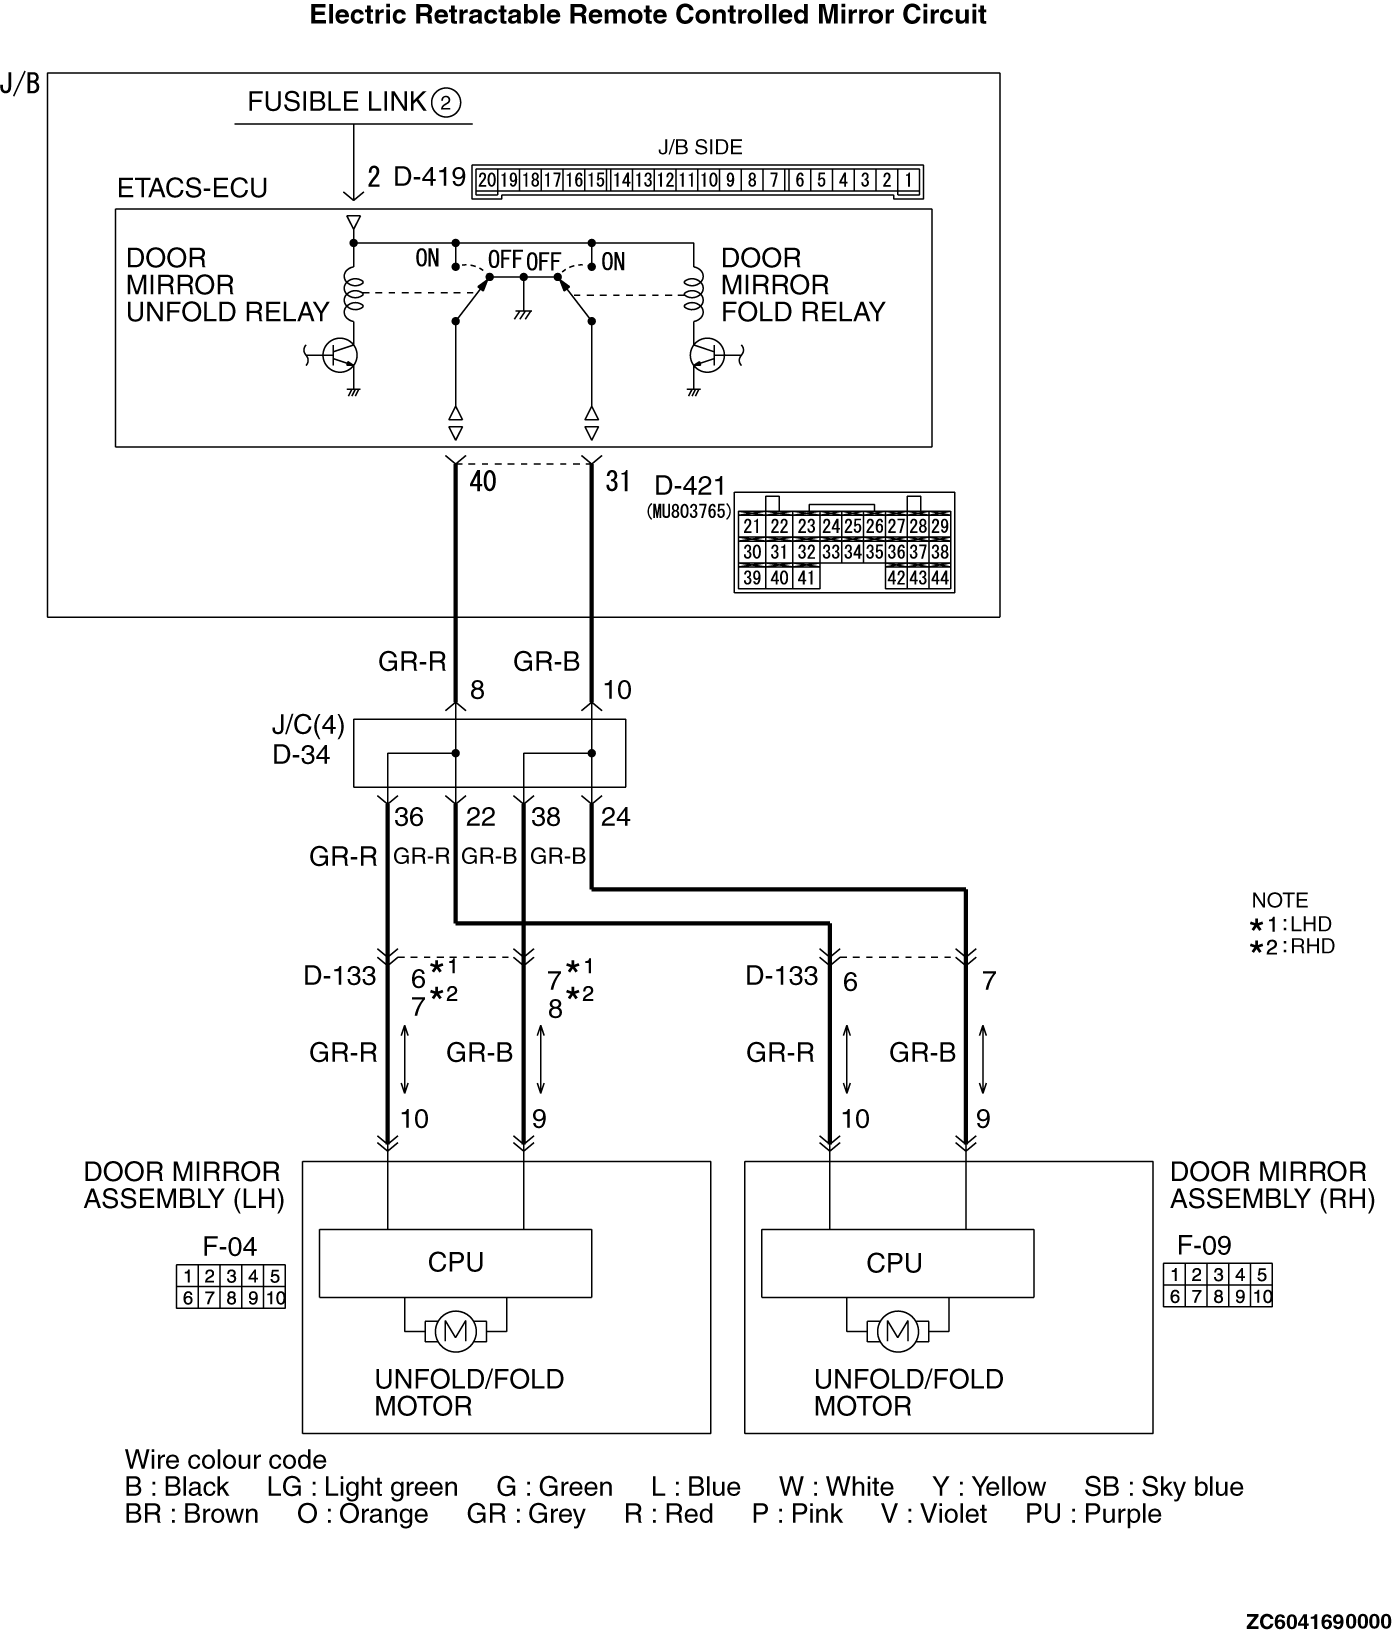 Electric Retractable Remote Controlled Mirror Circuit
J/B
FUSIBLE LINK 2
J/B SIDE
2 D-419
20 19 18 17 16 15 14 13 12 11 10 9 8 7 6 5 4 3 2 1
ETACS-ECU
DOOR
MIRROR
UNFOLD RELAY
ON OFF OFF ON
DOOR
MIRROR
FOLD RELAY
40 31
D-421
(MU803765)
21 22 23 24 25 26 27 28 29
30 31 32 33 34 35 36 37 38
39 40 41 42 43 44
GR-R GR-B
8 10
J/C(4)
D-34
36 22 38 24
GR-R GR-R GR-B GR-B
NOTE
*1:LHD
*2:RHD
D-133
6*1
7*2
7*1
8*2
D-133
6 7
GR-R GR-B GR-R GR-B
10 9 10 9
DOOR MIRROR
ASSEMBLY (LH)
F-04
1 2 3 4 5
6 7 8 9 10
CPU
M
UNFOLD/FOLD
MOTOR
CPU
M
UNFOLD/FOLD
MOTOR
DOOR MIRROR
ASSEMBLY (RH)
F-09
1 2 3 4 5
6 7 8 9 10
Wire colour code
B : Black LG : Light green G : Green L : Blue W : White Y : Yellow SB : Sky blue
BR : Brown O : Orange GR : Grey R : Red P : Pink V : Violet PU : Purple
ZC6041690000